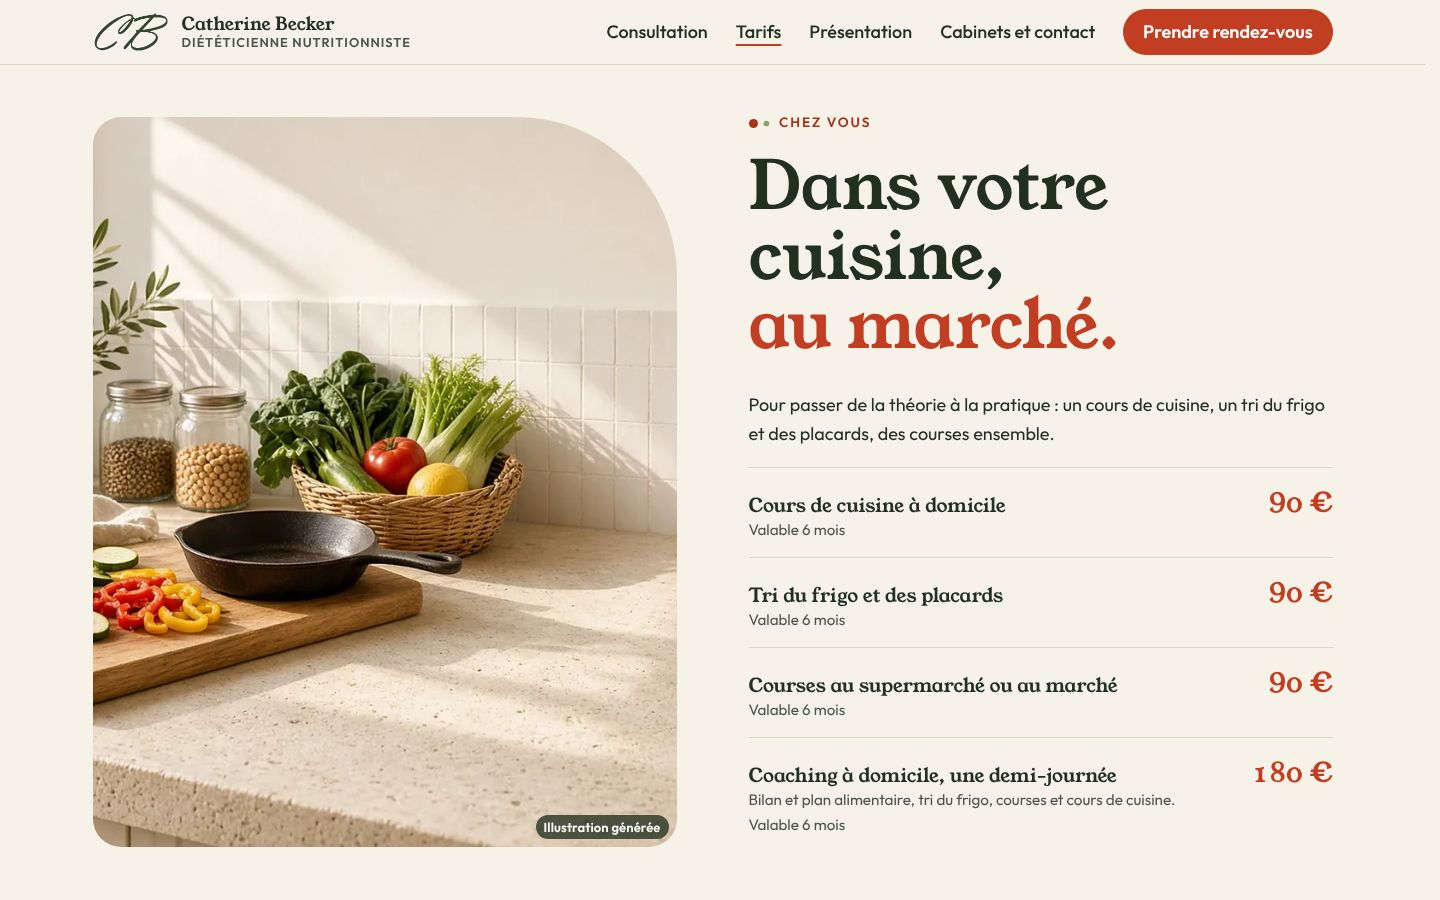 CB
Catherine Becker
DIÉTÉTICIENNE NUTRITIONNISTE
Consultation
Tarifs
Présentation
Cabinets et contact
Prendre rendez-vous
CHEZ VOUS
Dans votre
cuisine,
au marché.
Pour passer de la théorie à la pratique : un cours de cuisine, un tri du frigo
et des placards, des courses ensemble.
Cours de cuisine à domicile
90 €
Valable 6 mois
Tri du frigo et des placards
90 €
Valable 6 mois
Courses au supermarché ou au marché
90 €
Valable 6 mois
Coaching à domicile, une demi-journée
180 €
Bilan et plan alimentaire, tri du frigo, courses et cours de cuisine.
Valable 6 mois
Illustration générée